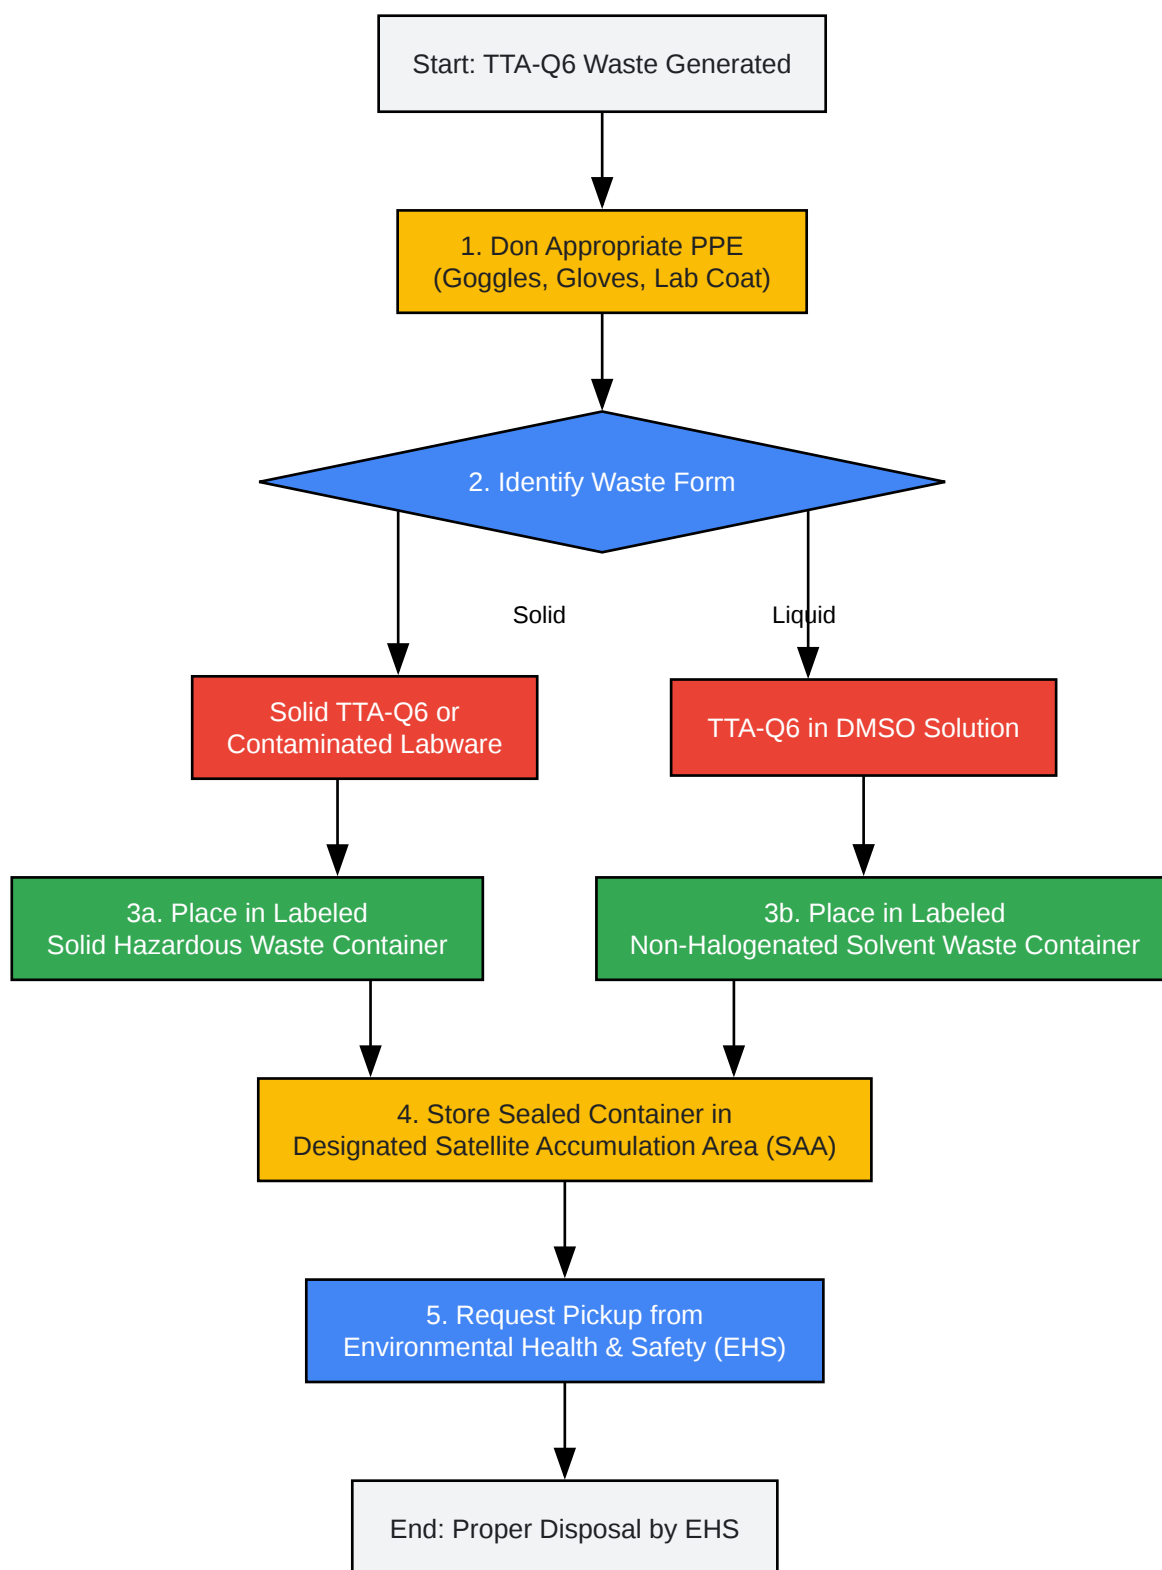 Start: TTA-Q6 Waste Generated
1. Don Appropriate PPE
(Goggles, Gloves, Lab Coat)
2. Identify Waste Form
Solid
Liquid
Solid TTA-Q6 or
Contaminated Labware
TTA-Q6 in DMSO Solution
3a. Place in Labeled
Solid Hazardous Waste Container
3b. Place in Labeled
Non-Halogenated Solvent Waste Container
4. Store Sealed Container in
Designated Satellite Accumulation Area (SAA)
5. Request Pickup from
Environmental Health & Safety (EHS)
End: Proper Disposal by EHS